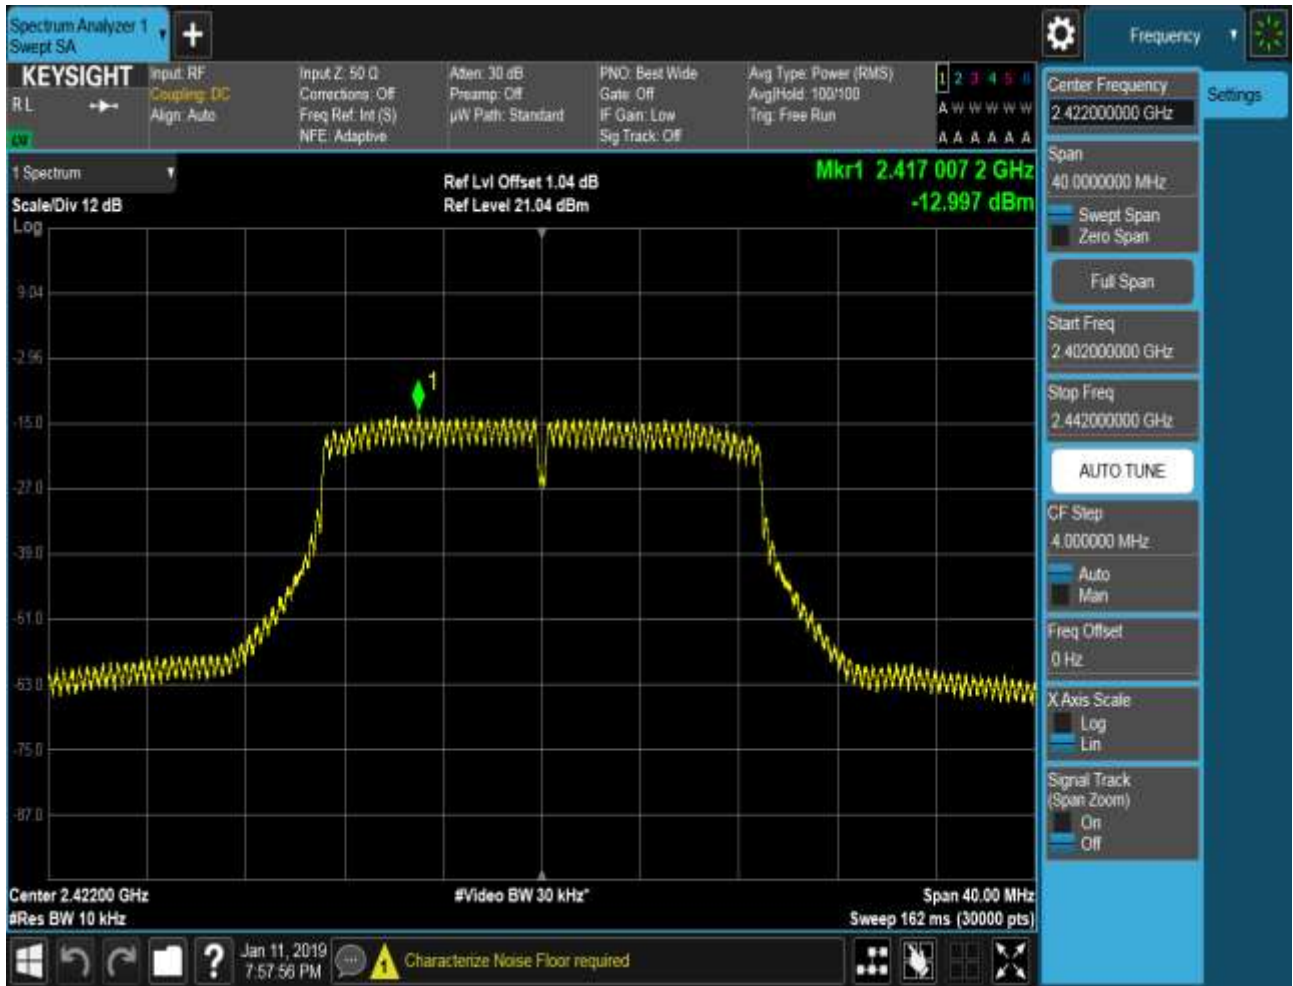 Spectrum Analyzer 1
Swept SA
+
Frequency
KEYSIGHT
R L
Input: RF
Coupling: DC
Align: Auto
Input Z: 50 Ω
Corrections: Off
Freq Ref: Int (S)
NFE: Adaptive
Atten: 30 dB
Preamp: Off
µW Path: Standard
PNO: Best Wide
Gate: Off
IF Gain: Low
Sig Track: Off
Avg Type: Power (RMS)
Avg|Hold: 100/100
Trig: Free Run
1 2 3 4 5 6
A W W W W W
A A A A A A
1 Spectrum
Scale/Div 12 dB
Log
Ref Lvl Offset 1.04 dB
Ref Level 21.04 dBm
Mkr1 2.417 007 2 GHz
-12.997 dBm
9.04
-2.96
-15.0
-27.0
-39.0
-51.0
-63.0
-75.0
-87.0
1
Center 2.42200 GHz
#Res BW 10 kHz
#Video BW 30 kHz*
Span 40.00 MHz
Sweep 162 ms (30000 pts)
?
Jan 11, 2019
7:57:56 PM
1
Characterize Noise Floor required
Center Frequency
2.422000000 GHz
Settings
Span
40.0000000 MHz
Swept Span
Zero Span
Full Span
Start Freq
2.402000000 GHz
Stop Freq
2.442000000 GHz
AUTO TUNE
CF Step
4.000000 MHz
Auto
Man
Freq Offset
0 Hz
X Axis Scale
Log
Lin
Signal Track
(Span Zoom)
On
Off